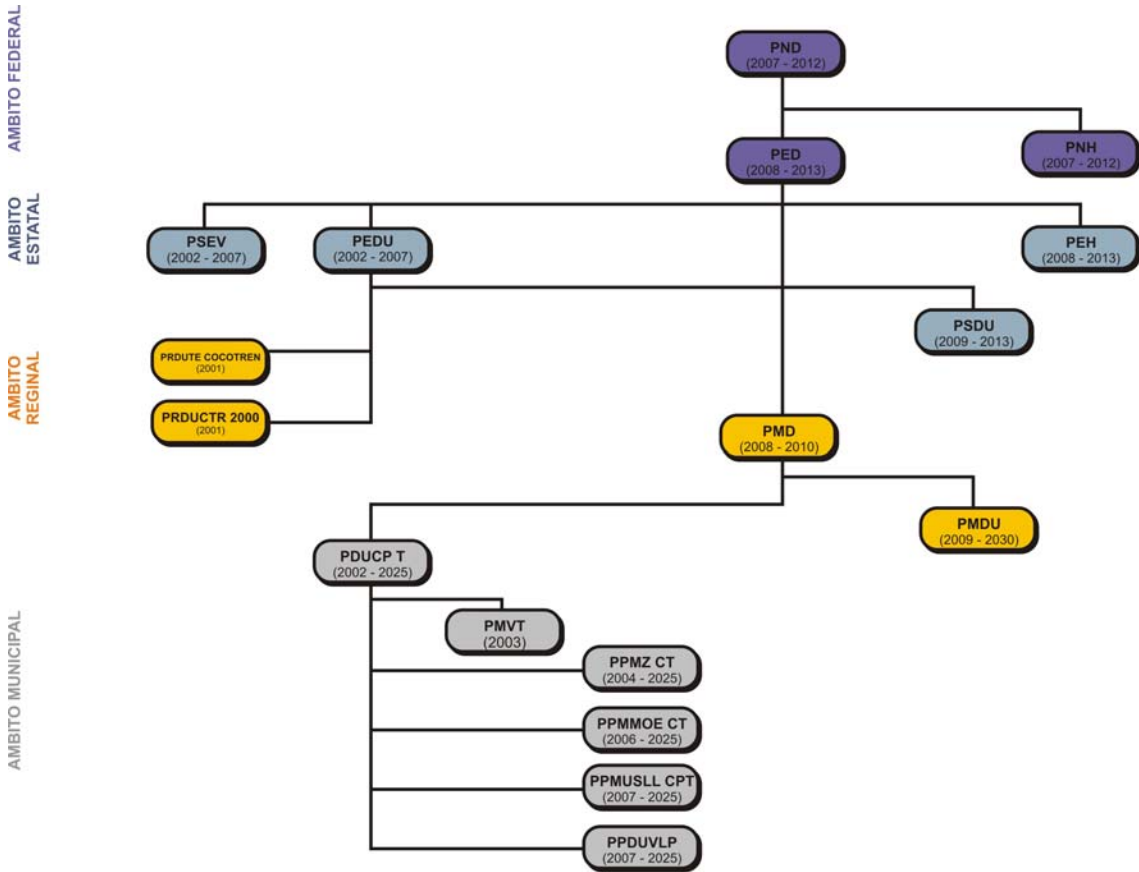 AMBITO FEDERAL
PND
(2007 - 2012)
PED
(2008 - 2013)
PNH
(2007 - 2012)
AMBITO
ESTATAL
PSEV
(2002 - 2007)
PEDU
(2002 - 2007)
PEH
(2008 - 2013)
PSDU
(2009 - 2013)
AMBITO
REGINAL
PRDUTE COCOTREN
(2001)
PRDUCTR 2000
(2001)
PMD
(2008 - 2010)
PMDU
(2009 - 2030)
AMBITO MUNICIPAL
PDUCP T
(2002 - 2025)
PMVT
(2003)
PPMZ CT
(2004 - 2025)
PPMMOE CT
(2006 - 2025)
PPMUSLL CPT
(2007 - 2025)
PPDUVLP
(2007 - 2025)